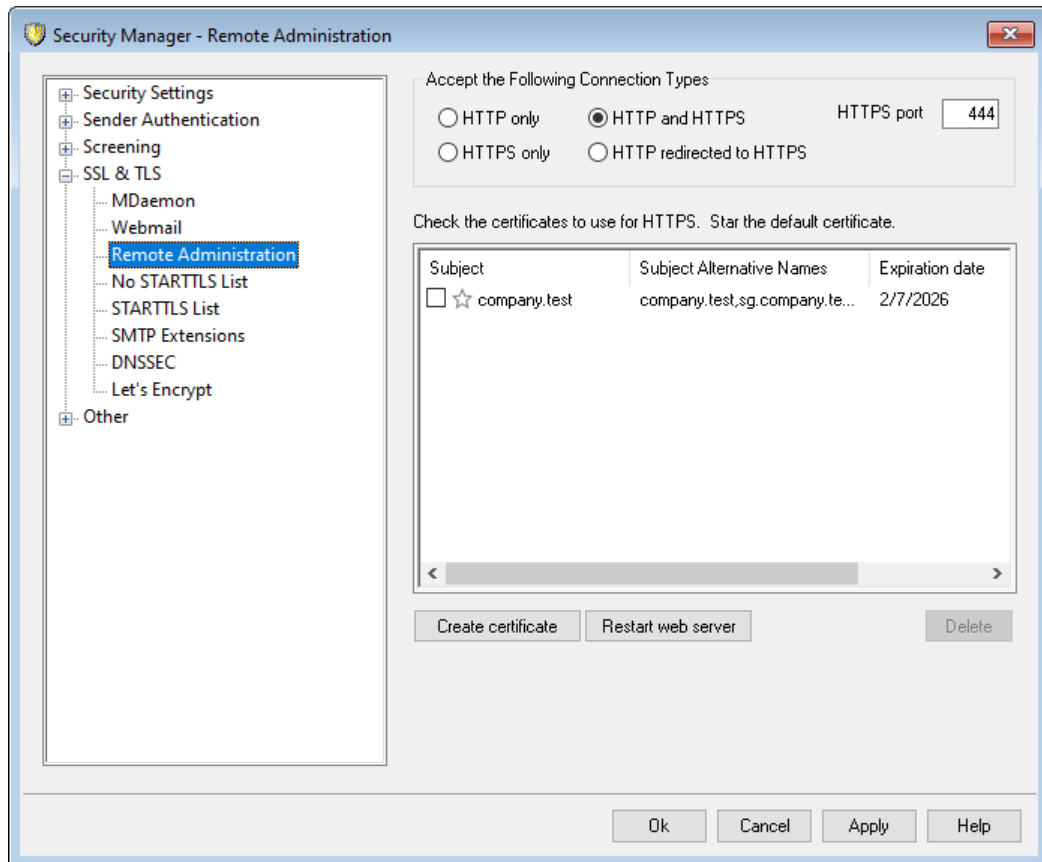 Security Manager - Remote Administration
Security Settings
Sender Authentication
Screening
SSL & TLS
MDaemon
Webmail
Remote Administration
No STARTTLS List
STARTTLS List
SMTP Extensions
DNSSEC
Let's Encrypt
Other
Accept the Following Connection Types
HTTP only HTTP and HTTPS HTTPS port 444
HTTPS only HTTP redirected to HTTPS
Check the certificates to use for HTTPS. Star the default certificate.
Subject Subject Alternative Names Expiration date
company.test company.test,sg.company.te... 2/7/2026
Create certificate Restart web server Delete
Ok Cancel Apply Help